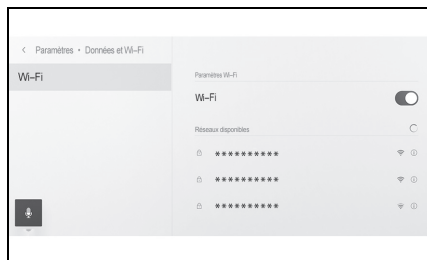 < Paramètres • Données et Wi-Fi
Wi-Fi
Paramètres Wi-Fi
Wi-Fi
Réseaux disponibles
**********
**********
**********